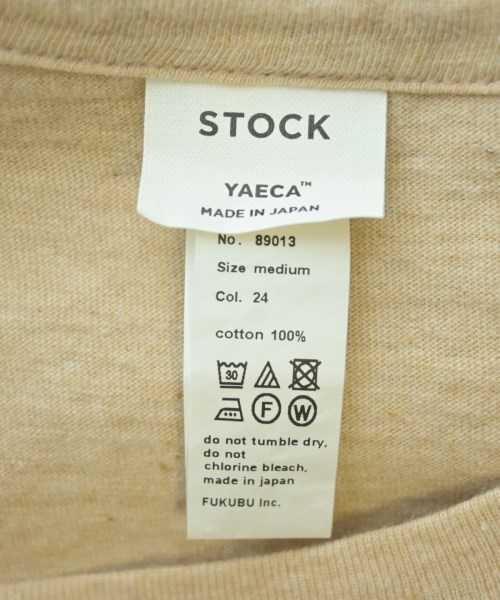 STOCK
YAECA™
MADE IN JAPAN
No. 89013
Size medium
Col. 24
cotton 100%
30
F W
do not tumble dry,
do not
chlorine bleach,
made in japan
FUKUBU Inc.